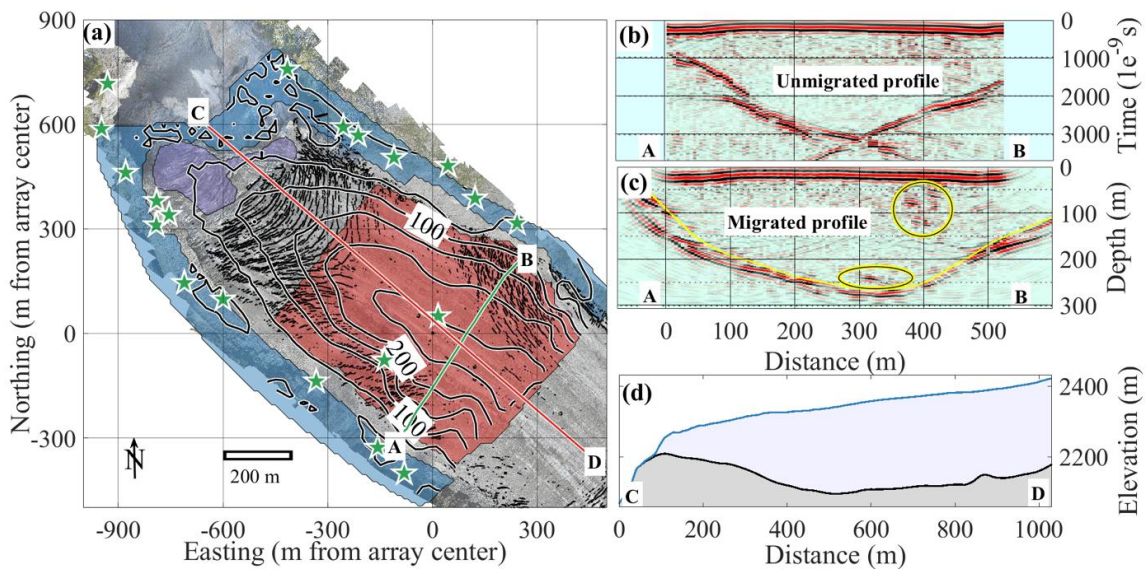 (a)
900
600
300
0
-300
Northing (m from array center)
-900
-600
-300
0
300
Easting (m from array center)
C
100
B
200
100
A
D
N
200 m
(b)
Unmigrated profile
A
B
0
1000
2000
3000
Time (1e⁻⁹ s)
(c)
Migrated profile
A
B
0
100
200
300
Depth (m)
0
100
200
300
400
500
Distance (m)
(d)
C
D
2400
2200
Elevation (m)
0
200
400
600
800
1000
Distance (m)